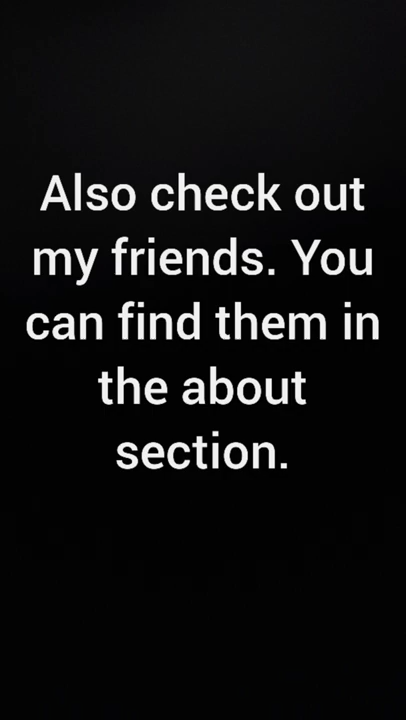 Also check out
my friends. You
can find them in
the about
section.